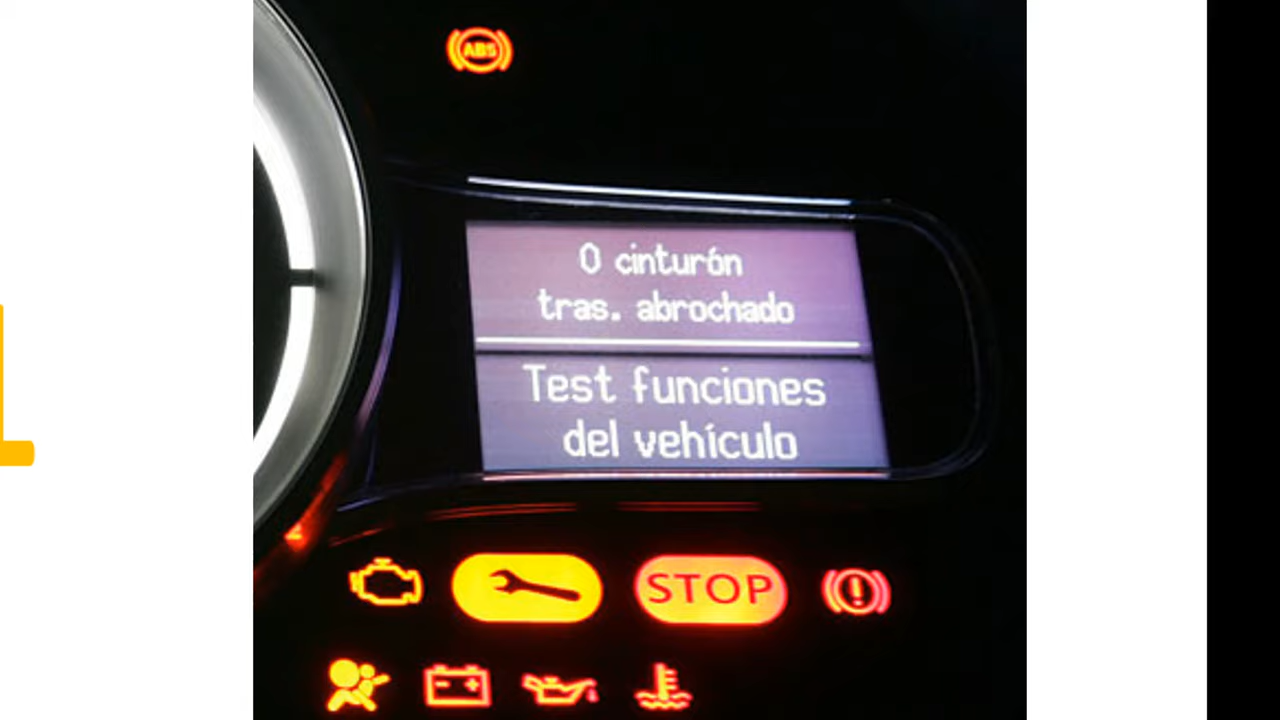 ABS
0 cinturón
tras. abrochado
Test funciones
del vehículo
STOP